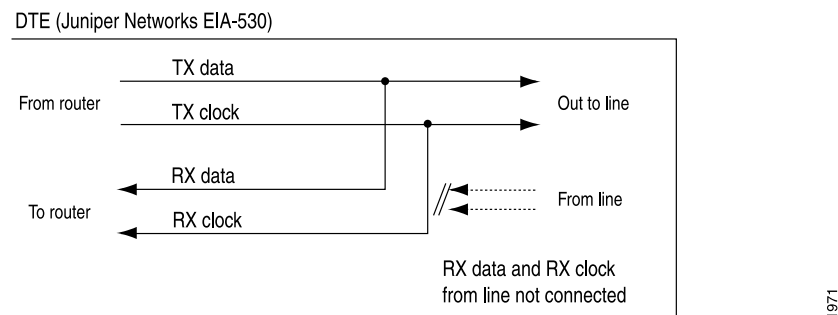 DTE (Juniper Networks EIA-530)
TX data
From router
Out to line
TX clock
RX data
From line
To router
RX clock
RX data and RX clock
from line not connected
1971